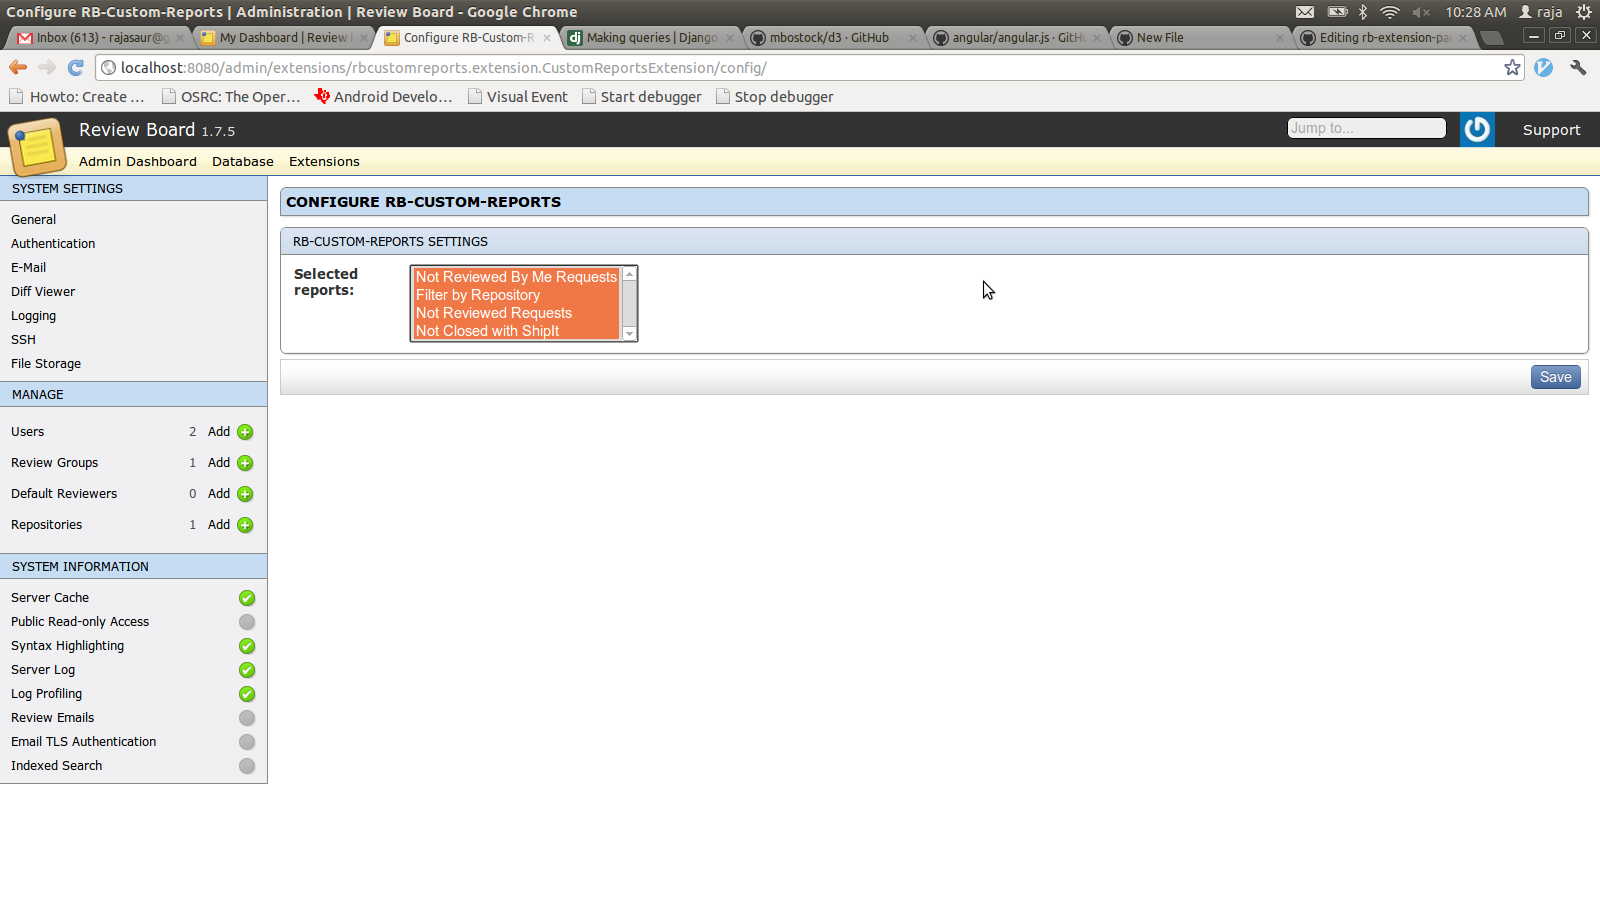 Configure RB-Custom-Reports | Administration | Review Board - Google Chrome
10:28 AM raja
Inbox (613) - rajasaur@g
My Dashboard | Review
Configure RB-Custom-R
Making queries | Django
mbostock/d3 · GitHub
angular/angular.js · GitHu
New File
Editing rb-extension-pa
localhost:8080/admin/extensions/rbcustomreports.extension.CustomReportsExtension/config/
Howto: Create ...
OSRC: The Oper...
Android Develo...
Visual Event
Start debugger
Stop debugger
Review Board 1.7.5
Jump to...
Support
Admin Dashboard Database Extensions
SYSTEM SETTINGS
General
Authentication
E-Mail
Diff Viewer
Logging
SSH
File Storage
MANAGE
Users 2 Add
Review Groups 1 Add
Default Reviewers 0 Add
Repositories 1 Add
SYSTEM INFORMATION
Server Cache
Public Read-only Access
Syntax Highlighting
Server Log
Log Profiling
Review Emails
Email TLS Authentication
Indexed Search
CONFIGURE RB-CUSTOM-REPORTS
RB-CUSTOM-REPORTS SETTINGS
Selected
reports:
Not Reviewed By Me Requests
Filter by Repository
Not Reviewed Requests
Not Closed with ShipIt
Save